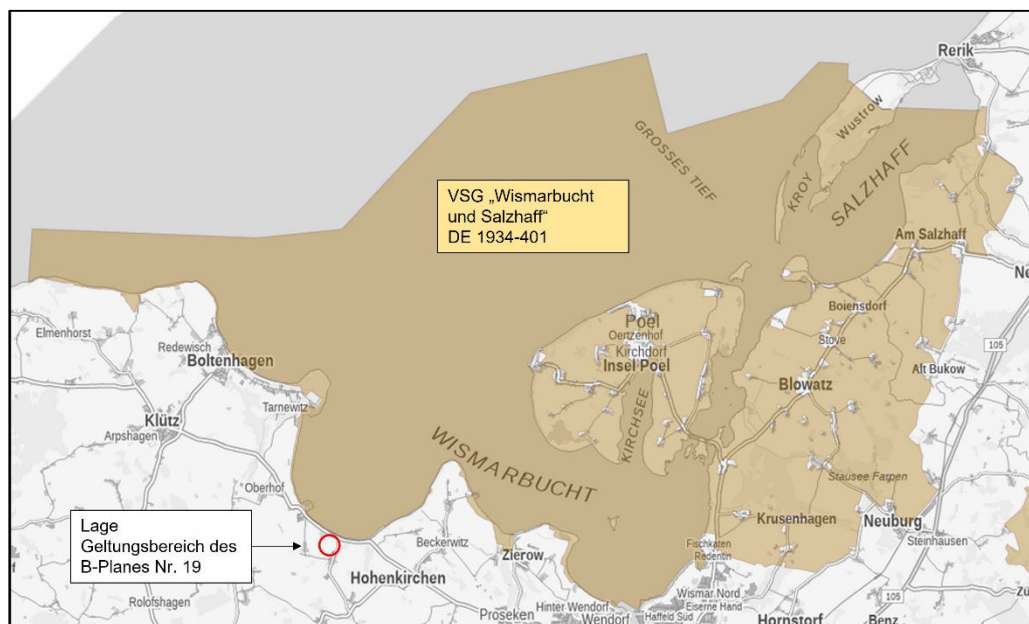 Rerik
Wustrow
GROSSES TIEF
KROY
SALZHAFF
VSG „Wismarbucht
und Salzhaff“
DE 1934-401
Am Salzhaff
Boiensdorf
Stove
105
Alt Bukow
Poel
Oertzenhof
Kirchdorf
Insel Poel
KIRCHSEE
Blowatz
Elmenhorst
Redewisch
Boltenhagen
Tarnewitz
Klütz
Arpshagen
WISMARBUCHT
Stausee Farpen
Oberhof
Krusenhagen
Neuburg
Steinhausen
Lage
Geltungsbereich des
B-Planes Nr. 19
Beckerwitz
Zierow
Fischkaten
Redentin
Hohenkirchen
Rolofshagen
Proseken
Hinter Wendorf
Wendorf
Haffeld Süd
Wismar Nord
Eiserne Hand
Hornstorf
105
Benz